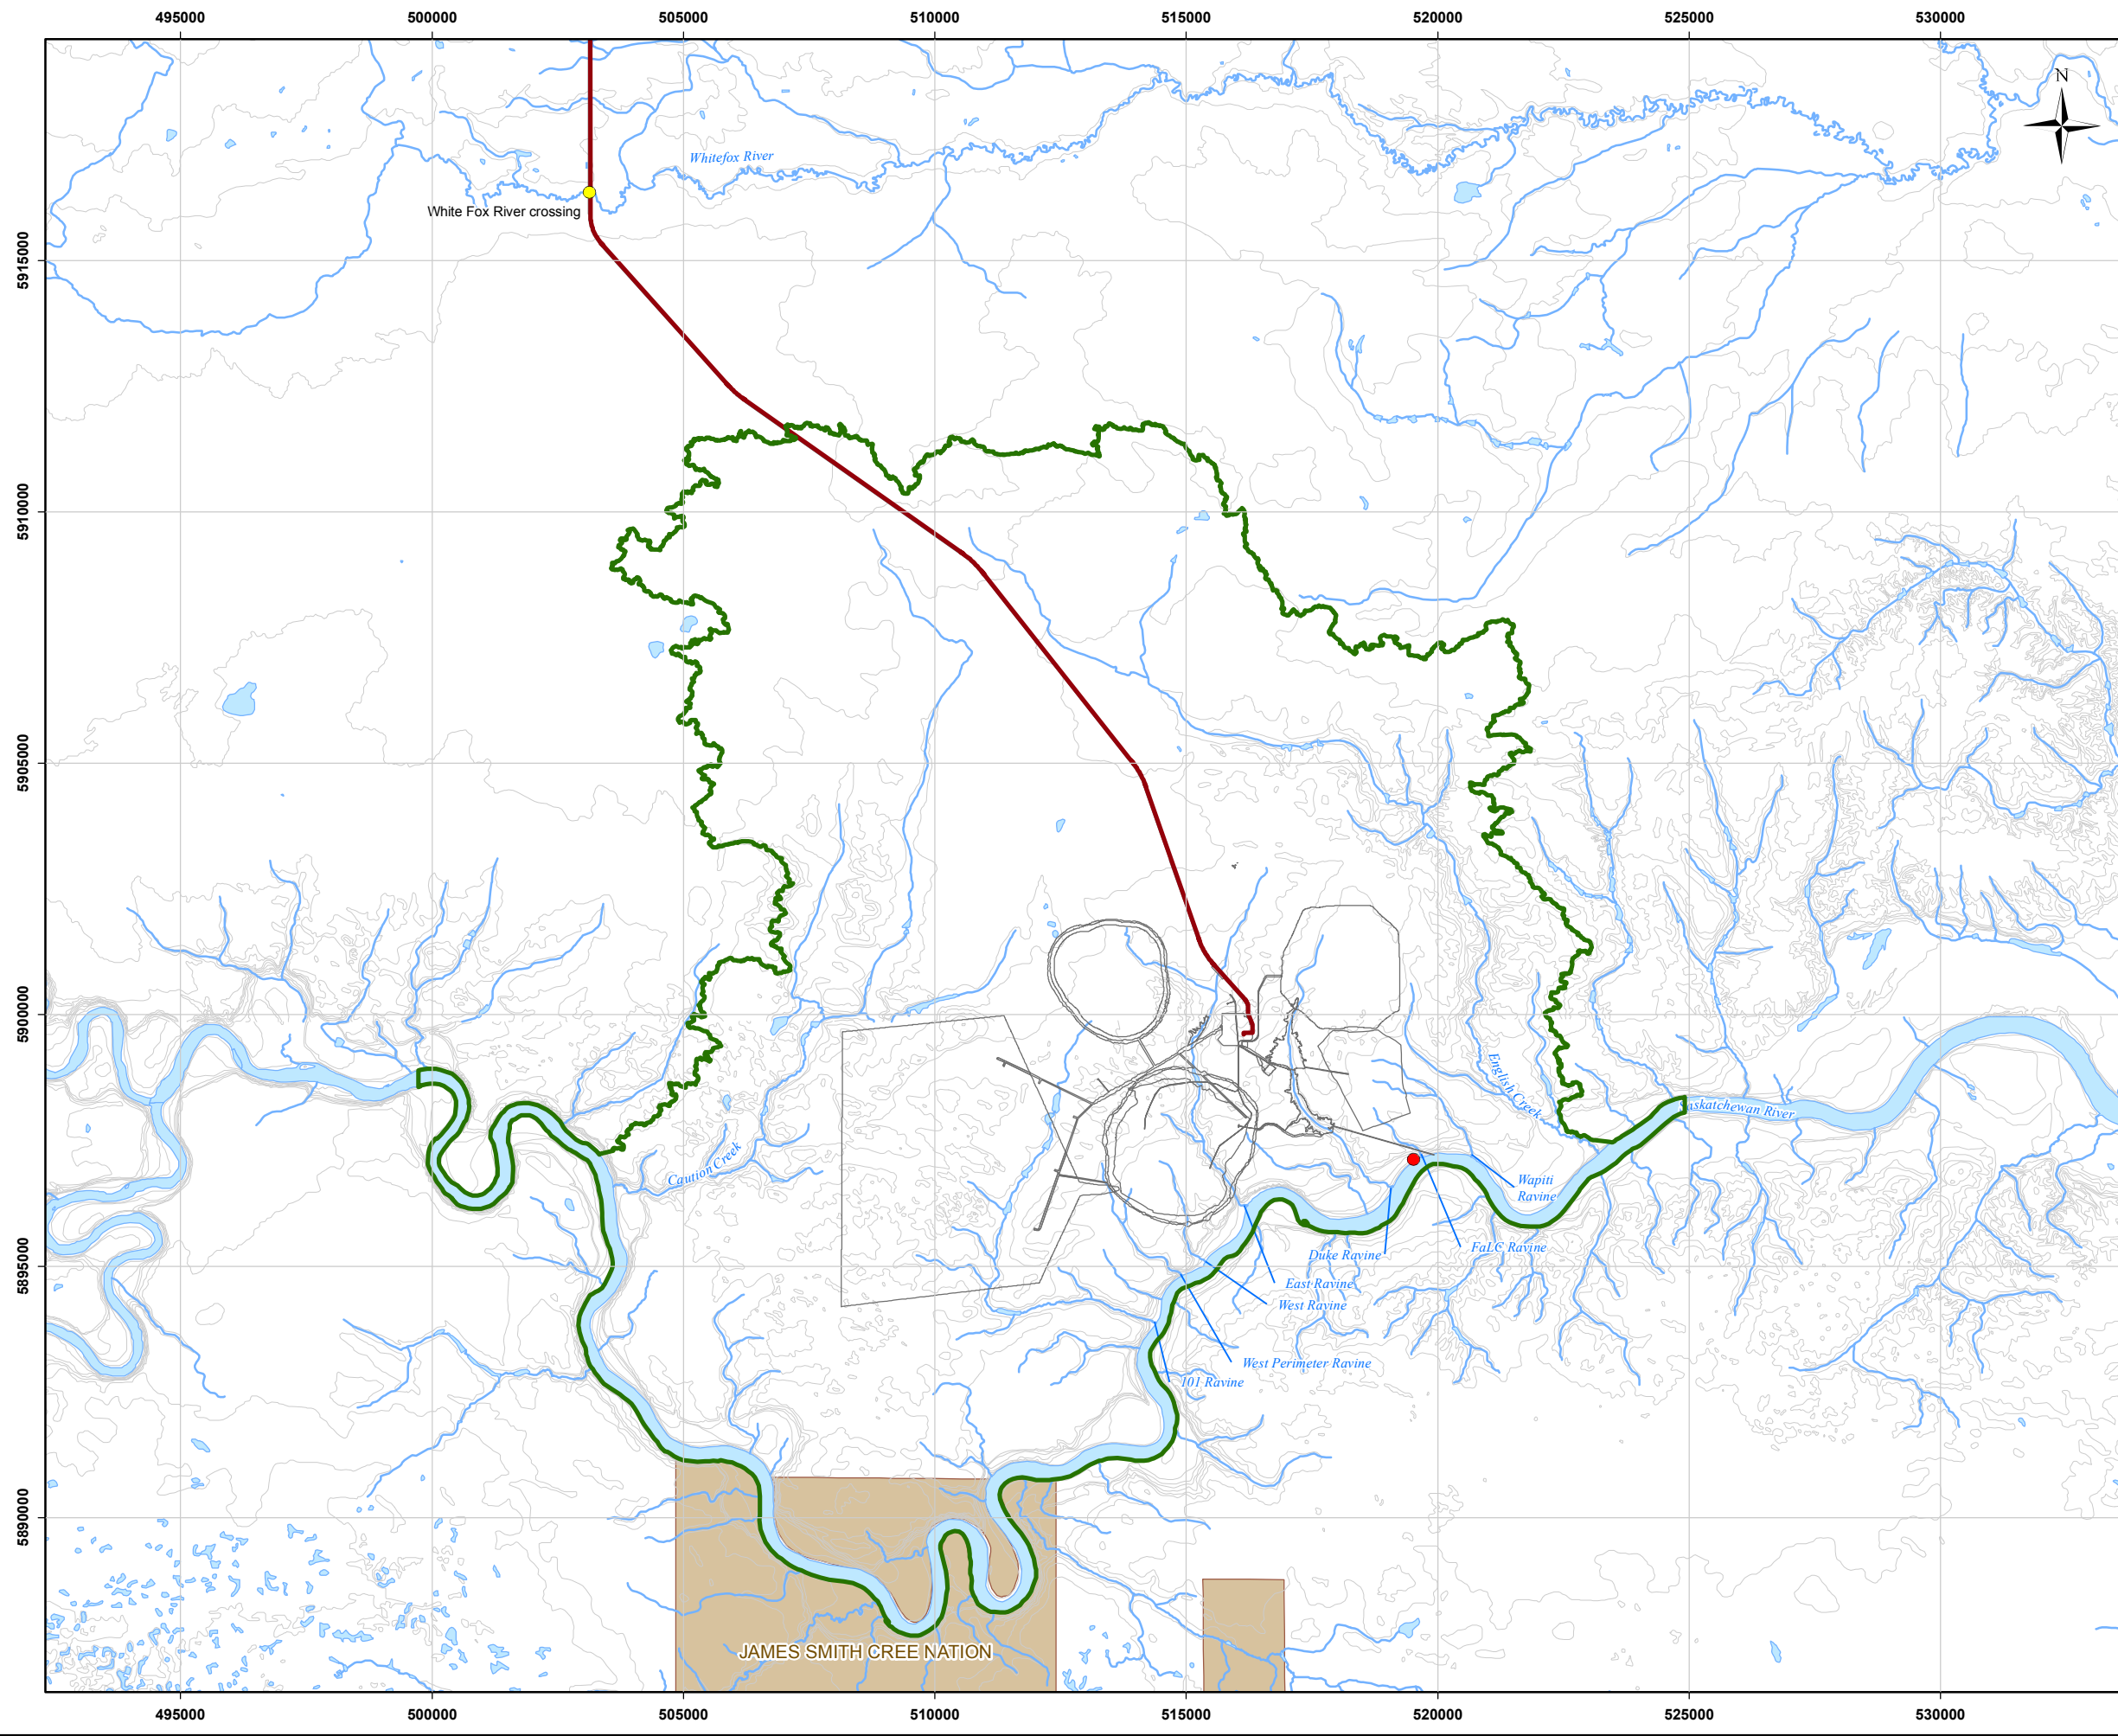 495000 500000 505000 510000 515000 520000 525000 530000
N
Whitefox River
White Fox River crossing
5915000
5910000
5905000
5900000
English Creek
Saskatchewan River
Caution Creek
Wapiti
Ravine
FaLC Ravine
Duke Ravine
5895000
East Ravine
West Ravine
West Perimeter Ravine
101 Ravine
5890000
JAMES SMITH CREE NATION
495000 500000 505000 510000 515000 520000 525000 530000